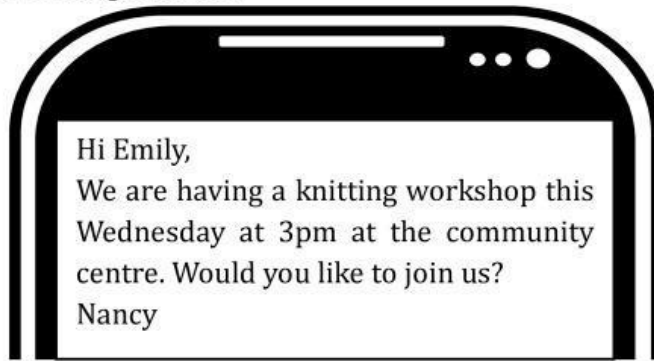 Hi Emily,
We are having a knitting workshop this
Wednesday at 3pm at the community
centre. Would you like to join us?
Nancy